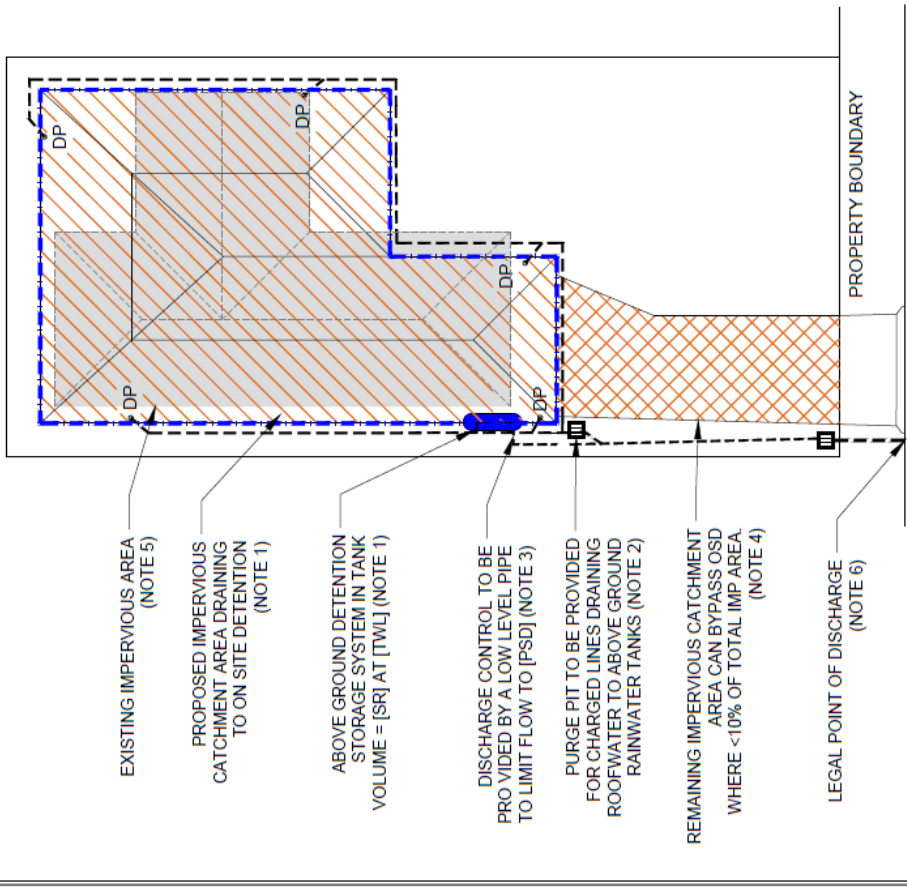 DP
DP
DP
DP
DP
PROPERTY BOUNDARY
EXISTING IMPERVIOUS AREA
(NOTE 5)
PROPOSED IMPERVIOUS
CATCHMENT AREA DRAINING
TO ON SITE DETENTION
(NOTE 1)
ABOVE GROUND DETENTION
STORAGE SYSTEM IN TANK
VOLUME = [SR] AT [TWL] (NOTE 1)
DISCHARGE CONTROL TO BE
PRO VIDED BY A LOW LEVEL PIPE
TO LIMIT FLOW TO [PSD] (NOTE 3)
PURGE PIT TO BE PROVIDED
FOR CHARGED LINES DRAINING
ROOFWATER TO ABOVE GROUND
RAINWATER TANKS (NOTE 2)
REMAINING IMPERVIOUS CATCHMENT
AREA CAN BYPASS OSD
WHERE <10% OF TOTAL IMP AREA.
(NOTE 4)
LEGAL POINT OF DISCHARGE
(NOTE 6)